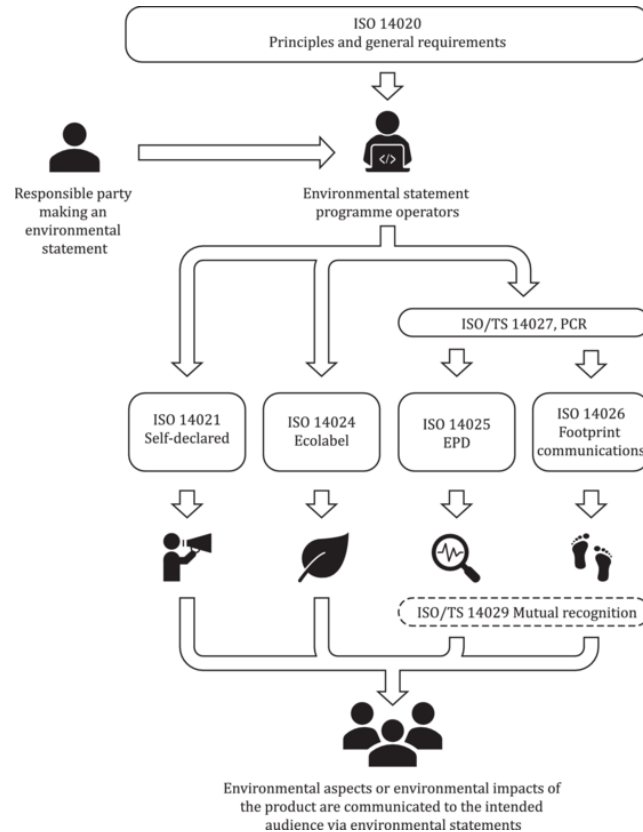 ISO 14020
Principles and general requirements
</>
Responsible party
making an
environmental
statement
Environmental statement
programme operators
ISO/TS 14027, PCR
ISO 14021
Self-declared
ISO 14024
Ecolabel
ISO 14025
EPD
ISO 14026
Footprint
communications
ISO/TS 14029 Mutual recognition
Environmental aspects or environmental impacts of
the product are communicated to the intended
audience via environmental statements